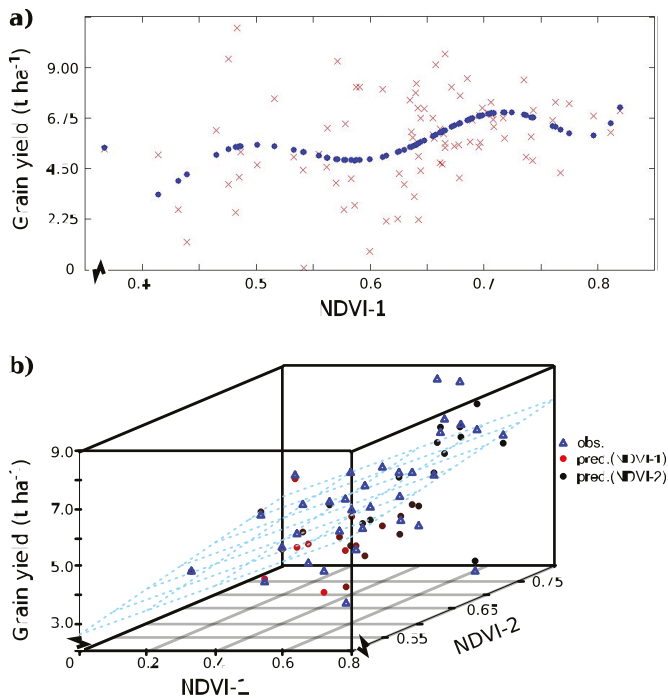 a)
Grain yield (t ha⁻¹)
9.00
6.75
4.50
2.25
0
0.4
0.5
0.6
0.7
0.8
NDVI-1
b)
Grain yield (t ha⁻¹)
9.0
7.0
5.0
3.0
0
0.2
0.4
0.6
0.8
NDVI-1
0.55
0.65
0.75
NDVI-2
obs.
pred.(NDVI-1)
pred.(NDVI-2)